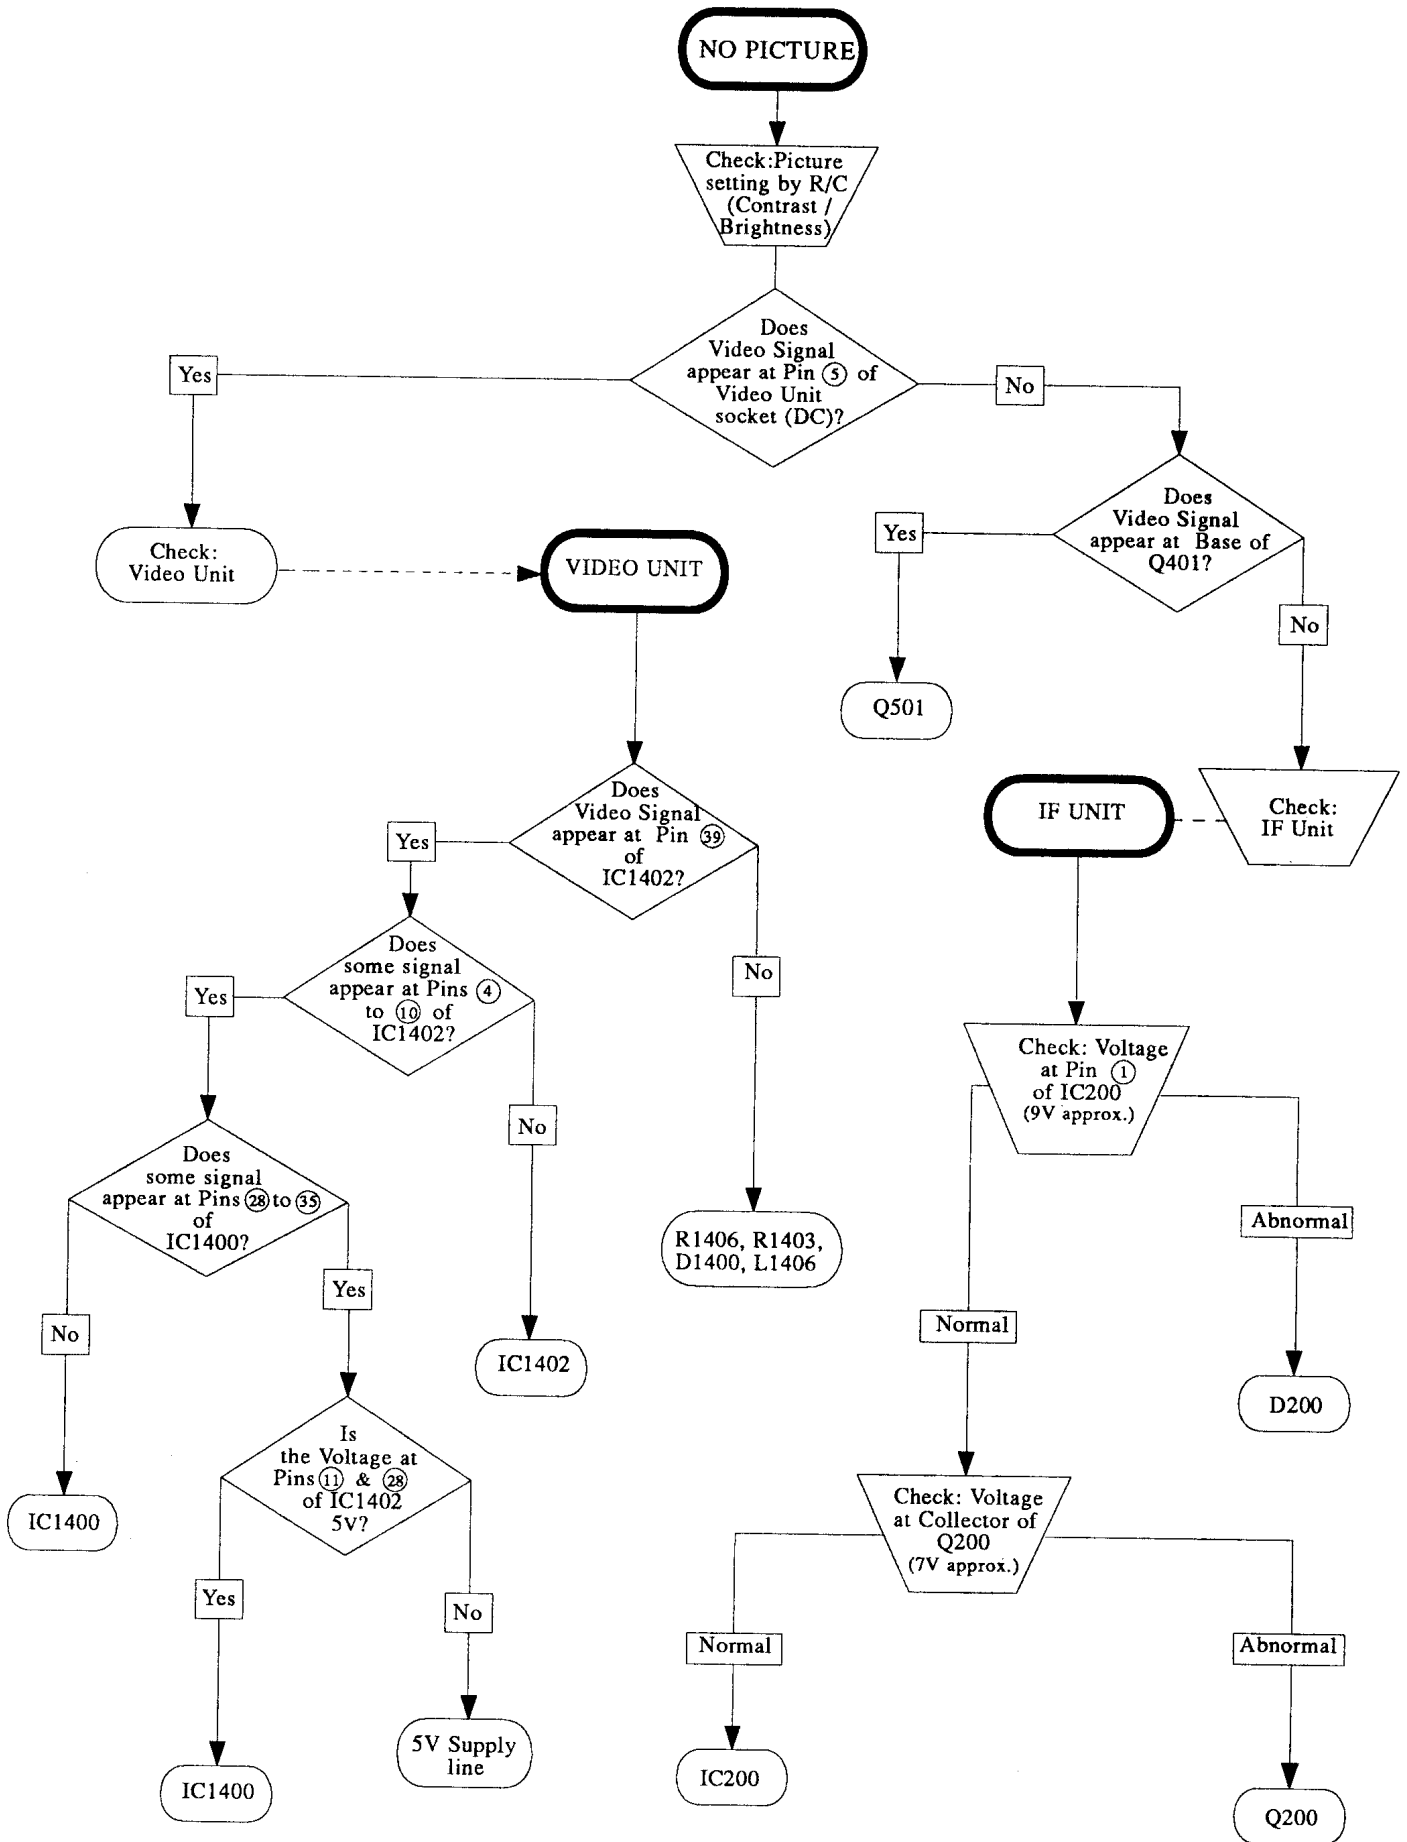 NO PICTURE
Check:Picture
setting by R/C
(Contrast /
Brightness)
Does
Video Signal
appear at Pin 5 of
Video Unit
socket (DC)?
Yes
No
Check:
Video Unit
VIDEO UNIT
Does
Video Signal
appear at Base of
Q401?
Yes
No
Q501
Check:
IF Unit
IF UNIT
Does
Video Signal
appear at Pin 39
of
IC1402?
Yes
No
Does
some signal
appear at Pins 4
to 10 of
IC1402?
Yes
No
R1406, R1403,
D1400, L1406
Does
some signal
appear at Pins 28 to 35
of
IC1400?
No
Yes
IC1402
IC1400
Is
the Voltage at
Pins 11 & 28
of IC1402
5V?
Yes
No
IC1400
5V Supply
line
Check: Voltage
at Pin 1
of IC200
(9V approx.)
Normal
Abnormal
D200
Check: Voltage
at Collector of
Q200
(7V approx.)
Normal
Abnormal
IC200
Q200